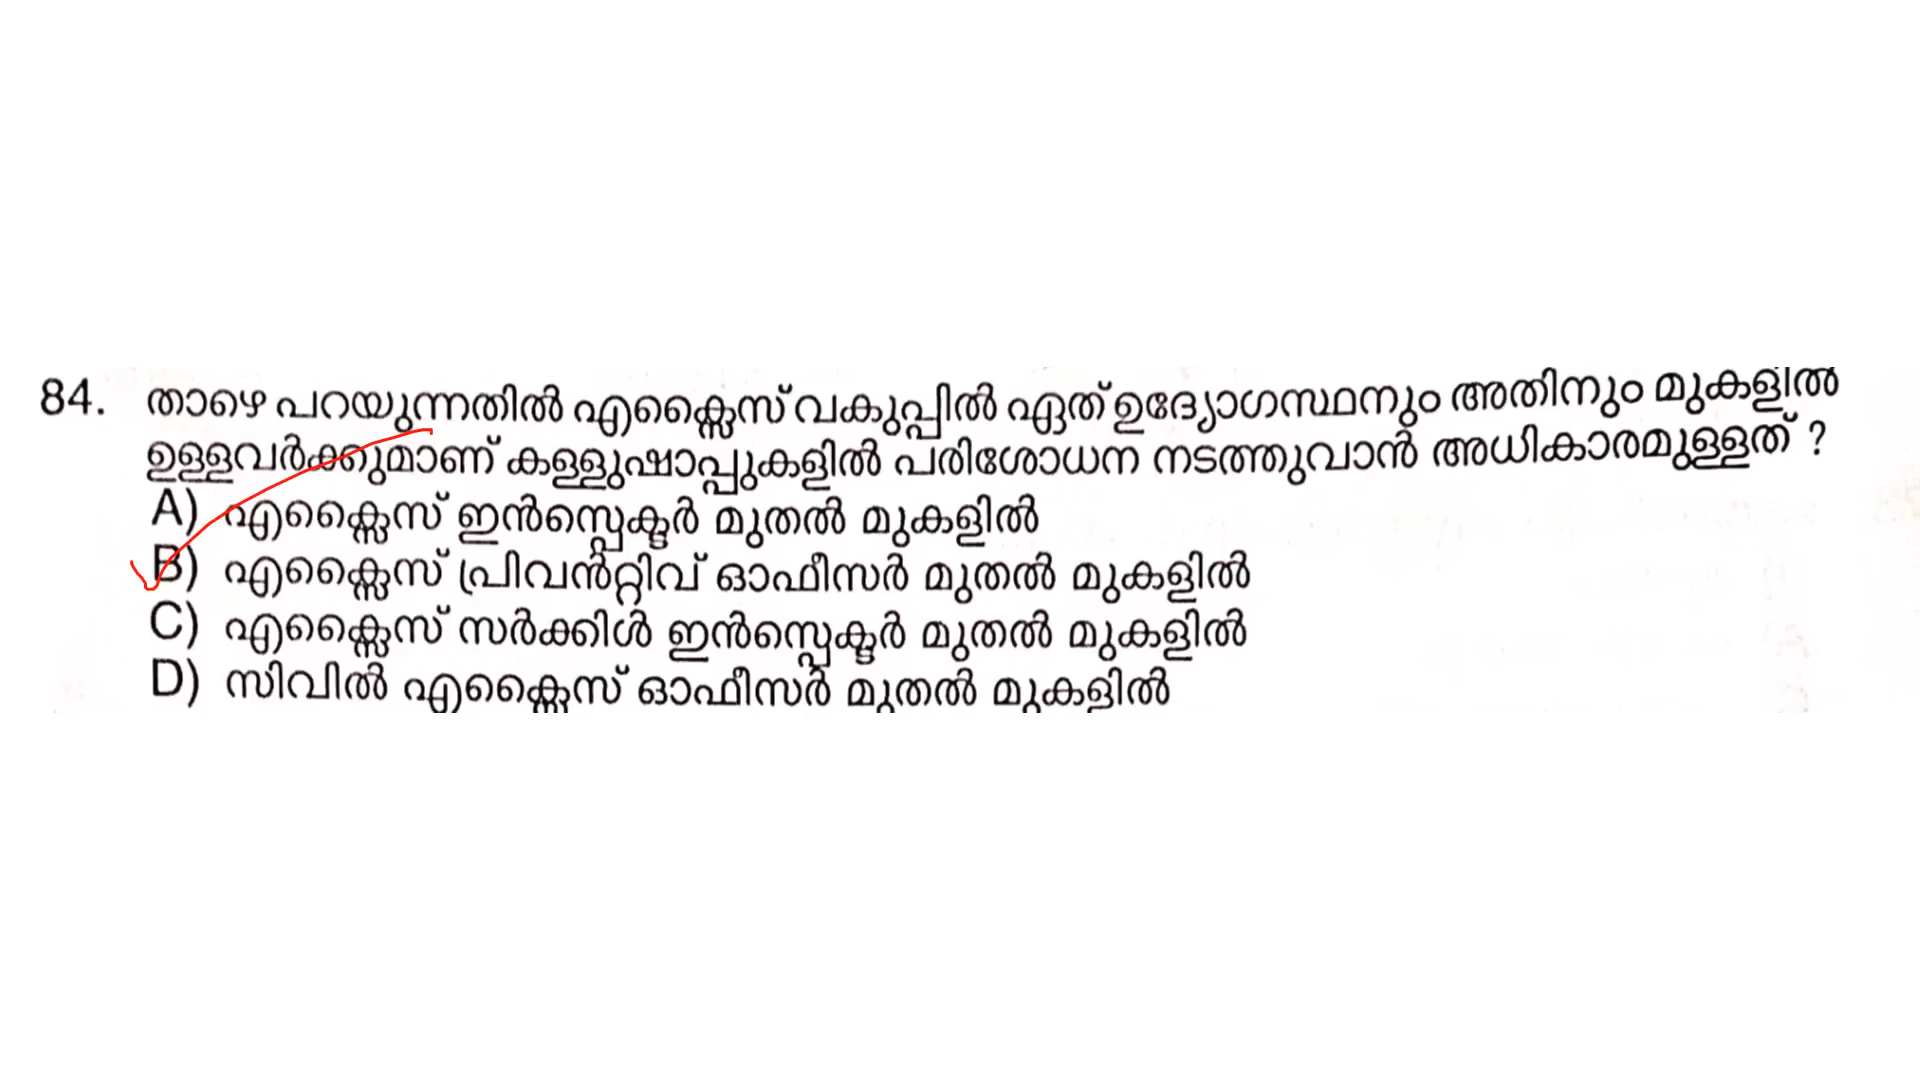 84. താഴെ പറയുന്നതിൽ എക്സൈസ് വകുപ്പിൽ ഏത് ഉദ്യോഗസ്ഥനും അതിനും മുകളിൽ
ഉള്ളവർക്കുമാണ് കള്ളുഷാപ്പുകളിൽ പരിശോധന നടത്തുവാൻ അധികാരമുള്ളത് ?
A) എക്സൈസ് ഇൻസ്പെക്ടർ മുതൽ മുകളിൽ
B) എക്സൈസ് പ്രിവൻറ്റിവ് ഓഫീസർ മുതൽ മുകളിൽ
C) എക്സൈസ് സർക്കിൾ ഇൻസ്പെക്ടർ മുതൽ മുകളിൽ
D) സിവിൽ എക്സൈസ് ഓഫീസർ മുതൽ മുകളിൽ